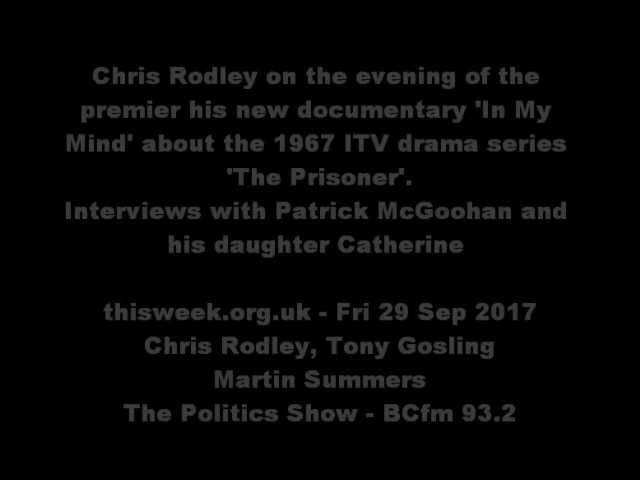 Chris Rodley on the evening of the
premier his new documentary 'In My
Mind' about the 1967 ITV drama series
'The Prisoner'.
Interviews with Patrick McGoohan and
his daughter Catherine
thisweek.org.uk - Fri 29 Sep 2017
Chris Rodley, Tony Gosling
Martin Summers
The Politics Show - BCfm 93.2